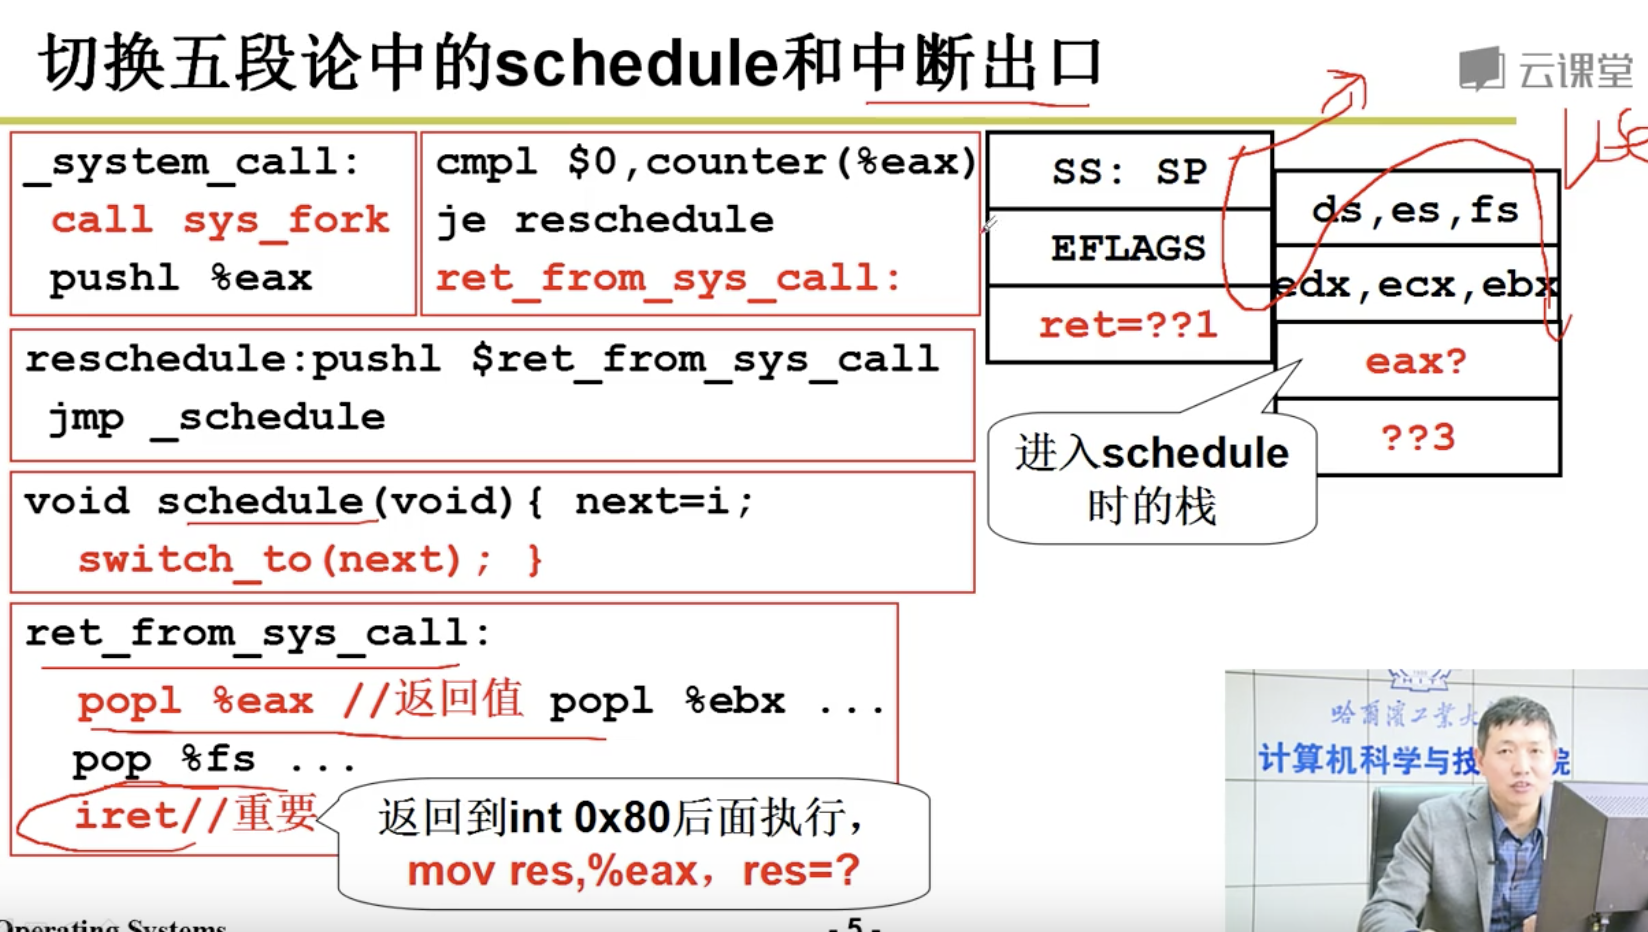 切换五段论中的schedule和中断出口
云课堂
_system_call:
call sys_fork
pushl %eax
cmpl $0,counter(%eax)
je reschedule
ret_from_sys_call:
SS: SP
EFLAGS
ret=??1
ds,es,fs
edx,ecx,ebx
eax?
??3
进入schedule
时的栈
reschedule:pushl $ret_from_sys_call
jmp _schedule
void schedule(void){ next=i;
switch_to(next); }
ret_from_sys_call:
popl %eax //返回值 popl %ebx ...
pop %fs ...
iret//重要
返回到int 0x80后面执行，
mov res,%eax，res=?
哈尔滨工业大
计算机科学与技 院
Operating Systems
- 5 -